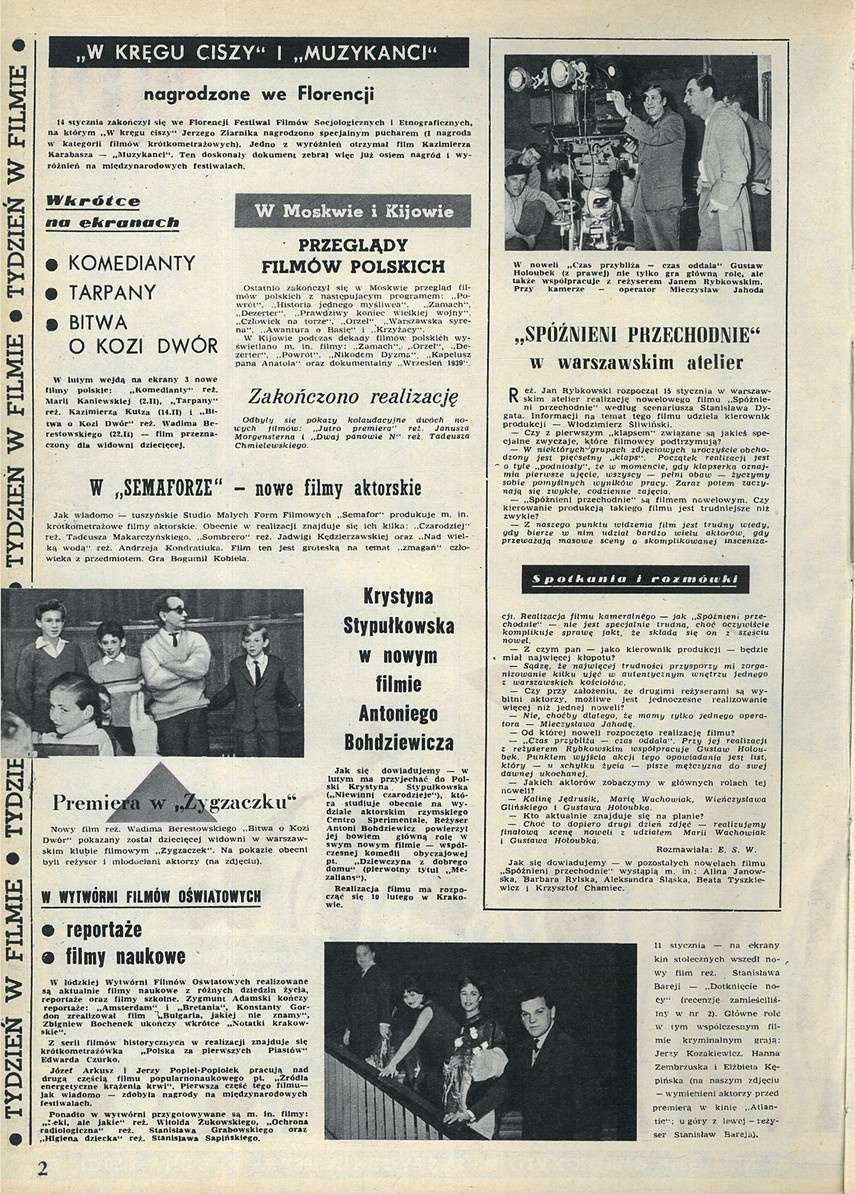 TYDZIEŃ W FILMIE • TYDZIEŃ W FILMIE • TYDZIEŃ W FILMIE • TYDZIEŃ W FILMIE
„W KRĘGU CISZY“ I „MUZYKANCI“
nagrodzone we Florencji
14 stycznia zakończył się we Florencji Festiwal Filmów Socjologicznych i Etnograficznych,
na którym „W kręgu ciszy“ Jerzego Ziarnika nagrodzono specjalnym pucharem (I nagroda
w kategorii filmów krótkometrażowych). Jedno z wyróżnień otrzymał film Kazimierza
Karabasza — „Muzykanci“. Ten doskonały dokument zebrał więc już osiem nagród i wy-
różnień na międzynarodowych festiwalach.
Wkrótce
na ekranach
• KOMEDIANTY
• TARPANY
• BITWA
O KOZI DWÓR
W lutym wejdą na ekrany 3 nowe
filmy polskie: „Komedianty“ reż.
Marii Kaniewskiej (2.II), „Tarpany“
reż. Kazimierza Kutza (14.II) i „Bi-
twa o Kozi Dwór“ reż. Wadima Be-
restowskiego (22.II) — film przezna-
czony dla widowni dziecięcej.
W Moskwie i Kijowie
PRZEGLĄDY
FILMÓW POLSKICH
Ostatnio zakończył się w Moskwie przegląd fil-
mów polskich z następującym programem: „Po-
wrót“, „Historia jednego myśliwca“, „Zamach“,
„Dezerter“, „Prawdziwy koniec wielkiej wojny“,
„Człowiek na torze“, „Orzeł“, „Warszawska syre-
na“, „Awantura o Basię“ i „Krzyżacy“.
W Kijowie podczas dekady filmów polskich wy-
świetlano m. in. filmy: „Zamach“, „Orzeł“, „De-
zerter“, „Powrót“, „Nikodem Dyzma“, „Kapelusz
pana Anatola“ oraz dokumentalny „Wrzesień 1939“.
Zakończono realizację
Odbyły się pokazy kolaudacyjne dwóch no-
wych filmów: „Jutro premiera“ reż. Janusza
Morgensterna i „Dwaj panowie N“ reż. Tadeusza
Chmielewskiego.
W „SEMAFORZE“ – nowe filmy aktorskie
Jak wiadomo — tuszyńskie Studio Małych Form Filmowych „Semafor“ produkuje m. in.
krótkometrażowe filmy aktorskie. Obecnie w realizacji znajduje się ich kilka: „Czarodziej“
reż. Tadeusza Makarczyńskiego, „Sombrero“ reż. Jadwigi Kędzierzawskiej oraz „Nad wiel-
ką wodą“ reż. Andrzeja Kondratiuka. Film ten jest groteską na temat „zmagań“ czło-
wieka z przedmiotem. Gra Bogumił Kobiela.
Premiera w „Zygzaczku“
Nowy film reż. Wadima Berestowskiego „Bitwa o Kozi
Dwór“ pokazany został dziecięcej widowni w warszaw-
skim klubie filmowym „Zygzaczek“. Na pokazie obecni
byli reżyser i młodociani aktorzy (na zdjęciu).
W WYTWÓRNI FILMÓW OŚWIATOWYCH
• reportaże
• filmy naukowe
W łódzkiej Wytwórni Filmów Oświatowych realizowane
są aktualnie filmy naukowe z różnych dziedzin życia,
reportaże oraz filmy szkolne. Zygmunt Adamski kończy
reportaże: „Amsterdam“ i „Bretania“, Konstanty Gor-
don zrealizował film „Bułgaria, jakiej nie znamy“,
Zbigniew Bochenek ukończy wkrótce „Notatki krakow-
skie“.
Z serii filmów historycznych w realizacji znajduje się
krótkometrażówka „Polska za pierwszych Piastów“
Edwarda Czurko.
Józef Arkusz i Jerzy Popiel-Popiołek pracują nad
drugą częścią filmu popularnonaukowego pt. „Źródła
energetyczne krążenia krwi“. Pierwsza część tego filmu—
jak wiadomo — zdobyła nagrody na międzynarodowych
festiwalach.
Ponadto w wytwórni przygotowywane są m. in. filmy:
„Leki, ale jakie“ reż. Witolda Żukowskiego, „Ochrona
radiologiczna“ reż. Stanisława Grabowskiego oraz
„Higiena dziecka“ reż. Stanisława Sapińskiego.
Krystyna
Stypułkowska
w nowym
filmie
Antoniego
Bohdziewicza
Jak się dowiadujemy — w
lutym ma przyjechać do Pol-
ski Krystyna Stypułkowska
(„Niewinni czarodzieje“), któ-
ra studiuje obecnie na wy-
dziale aktorskim rzymskiego
Centro Sperimentale. Reżyser
Antoni Bohdziewicz powierzył
jej bowiem główną rolę w
swym nowym filmie — współ-
czesnej komedii obyczajowej
pt. „Dziewczyna z dobrego
domu“ (pierwotny tytuł „Me-
zalians“).
Realizacja filmu ma rozpo-
cząć się 10 lutego w Krako-
wie.
W noweli „Czas przybliża — czas oddala“ Gustaw
Holoubek (z prawej) nie tylko gra główną rolę, ale
także współpracuje z reżyserem Janem Rybkowskim.
Przy kamerze — operator Mieczysław Jahoda
„SPÓŹNIENI PRZECHODNIE“
w warszawskim atelier
Reż. Jan Rybkowski rozpoczął 15 stycznia w warszaw-
skim atelier realizację nowelowego filmu „Spóźnie-
ni przechodnie“ według scenariusza Stanisława Dy-
gata. Informacji na temat tego filmu udziela kierownik
produkcji — Włodzimierz Śliwiński.
— Czy z pierwszym „klapsem“ związane są jakieś spe-
cjalne zwyczaje, które filmowcy podtrzymują?
— W niektórych grupach zdjęciowych uroczyście obcho-
dzony jest pięćsetny „klaps“. Początek realizacji jest
o tyle „podniosły“, że w momencie, gdy klapserka oznaj-
mia pierwsze ujęcie, wszyscy — pełni obaw — życzymy
sobie pomyślnych wyników pracy. Zaraz potem zaczy-
nają się zwykłe, codzienne zajęcia.
— „Spóźnieni przechodnie“ są filmem nowelowym. Czy
kierowanie produkcją takiego filmu jest trudniejsze niż
zwykle?
— Z naszego punktu widzenia film jest trudny wtedy,
gdy bierze w nim udział bardzo wielu aktorów, gdy
przeważają masowe sceny o skomplikowanej insceniza-
Spotkania i rozmówki
cji. Realizacja filmu kameralnego — jak „Spóźnieni prze-
chodnie“ — nie jest specjalnie trudna, choć oczywiście
komplikuje sprawę fakt, że składa się on z sześciu
nowel.
— Z czym pan — jako kierownik produkcji — będzie
miał najwięcej kłopotu?
— Sądzę, że najwięcej trudności przysporzy mi zorga-
nizowanie kilku ujęć w autentycznym wnętrzu jednego
z warszawskich kościołów.
— Czy przy założeniu, że drugimi reżyserami są wy-
bitni aktorzy, możliwe jest jednoczesne realizowanie
więcej niż jednej noweli?
— Nie, choćby dlatego, że mamy tylko jednego opera-
tora — Mieczysława Jahodę.
— Od której noweli rozpoczęto realizację filmu?
— „Czas przybliża — czas oddala“. Przy jej realizacji
z reżyserem Rybkowskim współpracuje Gustaw Holou-
bek. Punktem wyjścia akcji tego opowiadania jest list,
który — u schyłku życia — pisze mężczyzna do swej
dawnej ukochanej.
— Jakich aktorów zobaczymy w głównych rolach tej
noweli?
— Kalinę Jędrusik, Marię Wachowiak, Wieńczysława
Glińskiego i Gustawa Holoubka.
— Kto aktualnie znajduje się na planie?
— Choć to dopiero drugi dzień zdjęć — realizujemy
finałową scenę noweli z udziałem Marii Wachowiak
i Gustawa Holoubka.
Rozmawiała: E. S. W.
Jak się dowiadujemy — w pozostałych nowelach filmu
„Spóźnieni przechodnie“ wystąpią m. in.: Alina Janow-
ska, Barbara Rylska, Aleksandra Śląska, Beata Tyszkie-
wicz i Krzysztof Chamiec.
11 stycznia — na ekrany
kin stołecznych wszedł no-
wy film reż. Stanisława
Bareji — „Dotknięcie no-
cy“ (recenzję zamieściliś-
my w nr 2). Główne role
w tym współczesnym fil-
mie kryminalnym grają:
Jerzy Kozakiewicz, Hanna
Zembrzuska i Elżbieta Kę-
pińska (na naszym zdjęciu
— wymienieni aktorzy przed
premierą w kinie „Atlan-
tic“; u góry z lewej — reży-
ser Stanisław Bareja).
2